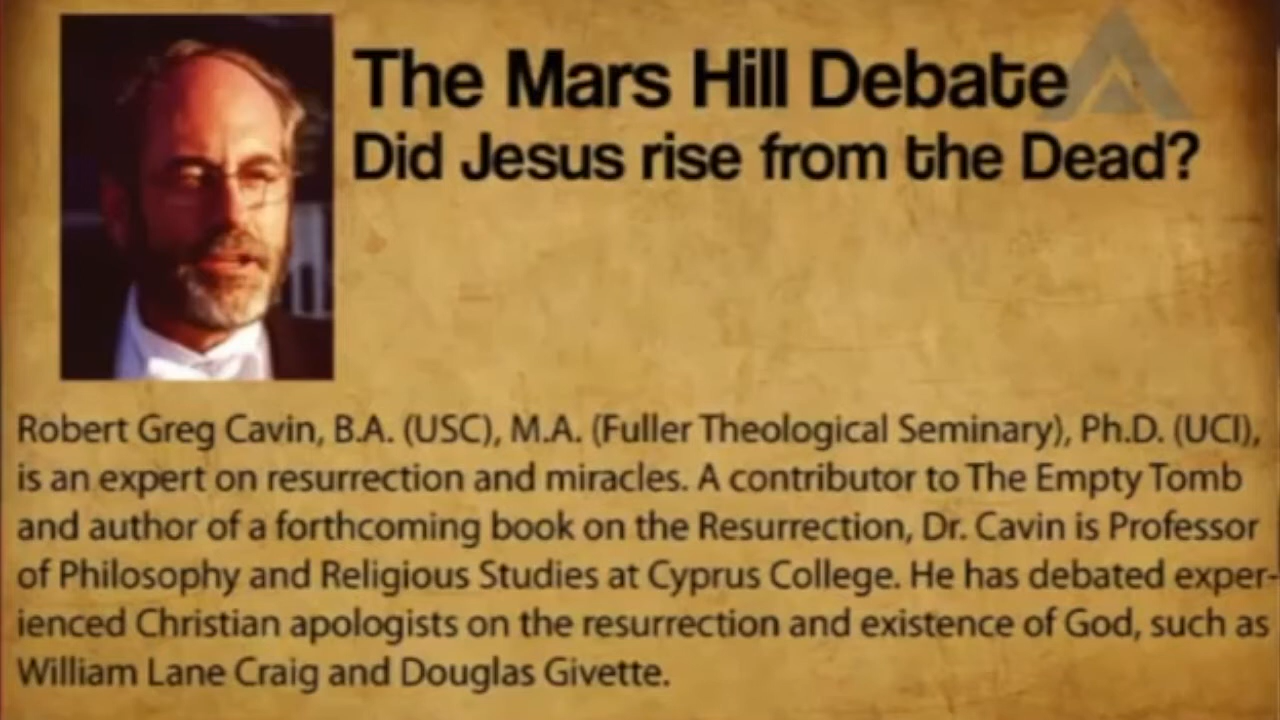 The Mars Hill Debate
Did Jesus rise from the Dead?
Robert Greg Cavin, B.A. (USC), M.A. (Fuller Theological Seminary), Ph.D. (UCI),
is an expert on resurrection and miracles. A contributor to The Empty Tomb
and author of a forthcoming book on the Resurrection, Dr. Cavin is Professor
of Philosophy and Religious Studies at Cyprus College. He has debated exper-
ienced Christian apologists on the resurrection and existence of God, such as
William Lane Craig and Douglas Givette.